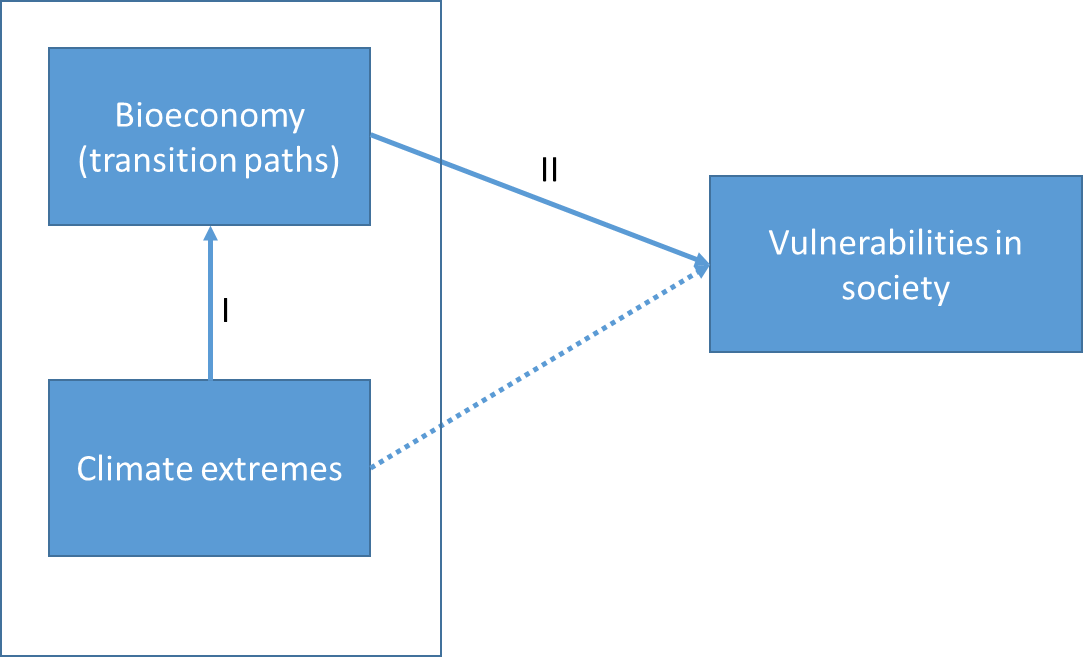 Bioeconomy
(transition paths)
II
Vulnerabilities in
society
I
Climate extremes